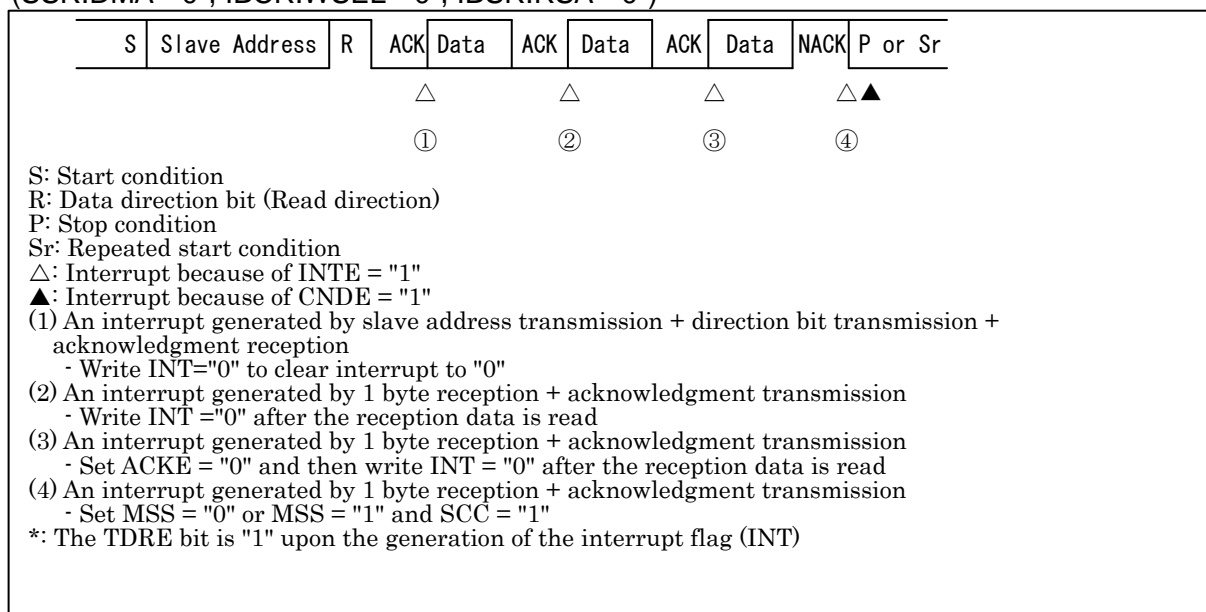 S Slave Address R ACK Data ACK Data ACK Data NACK P or Sr
△ △ △ △▲
① ② ③ ④
S: Start condition
R: Data direction bit (Read direction)
P: Stop condition
Sr: Repeated start condition
△: Interrupt because of INTE = "1"
▲: Interrupt because of CNDE = "1"
(1) An interrupt generated by slave address transmission + direction bit transmission +
acknowledgment reception
- Write INT="0" to clear interrupt to "0"
(2) An interrupt generated by 1 byte reception + acknowledgment transmission
- Write INT ="0" after the reception data is read
(3) An interrupt generated by 1 byte reception + acknowledgment transmission
- Set ACKE = "0" and then write INT = "0" after the reception data is read
(4) An interrupt generated by 1 byte reception + acknowledgment transmission
- Set MSS = "0" or MSS = "1" and SCC = "1"
*: The TDRE bit is "1" upon the generation of the interrupt flag (INT)